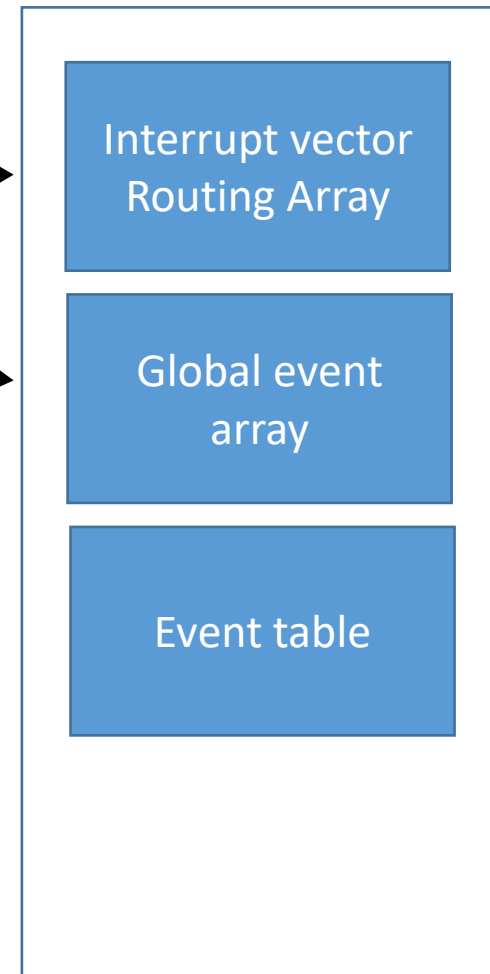 Interrupt vector
Routing Array
Global event
array
Event table